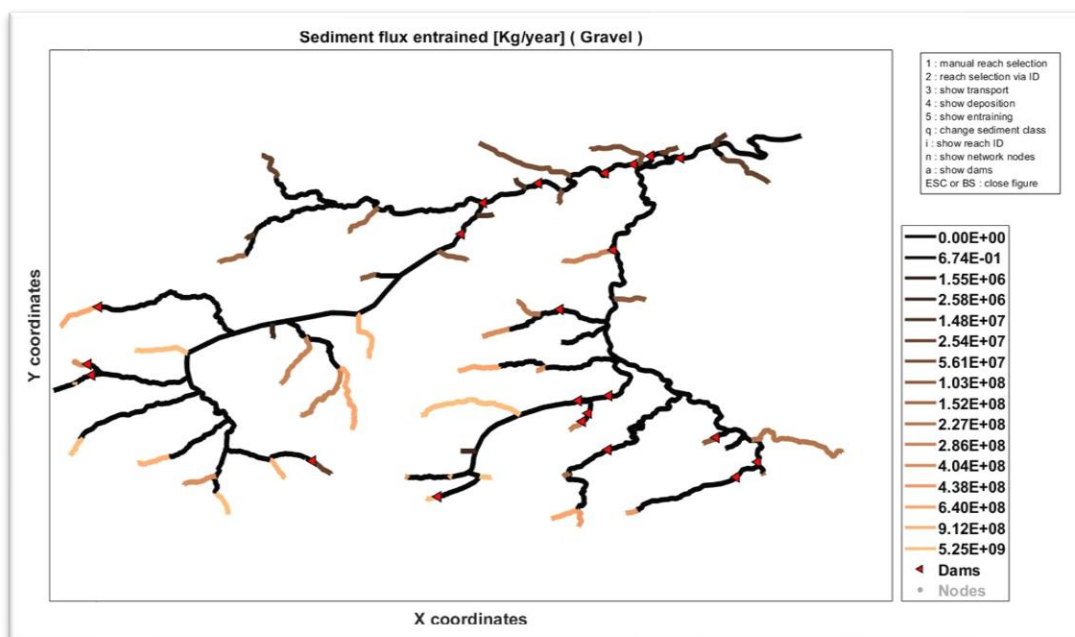 Sediment flux entrained [Kg/year] ( Gravel )
1 : manual reach selection
2 : reach selection via ID
3 : show transport
4 : show deposition
5 : show entraining
q : change sediment class
i : show reach ID
n : show network nodes
a : show dams
ESC or BS : close figure
Y coordinates
0.00E+00
6.74E-01
1.55E+06
2.58E+06
1.48E+07
2.54E+07
5.61E+07
1.03E+08
1.52E+08
2.27E+08
2.86E+08
4.04E+08
4.38E+08
6.40E+08
9.12E+08
5.25E+09
Dams
Nodes
X coordinates